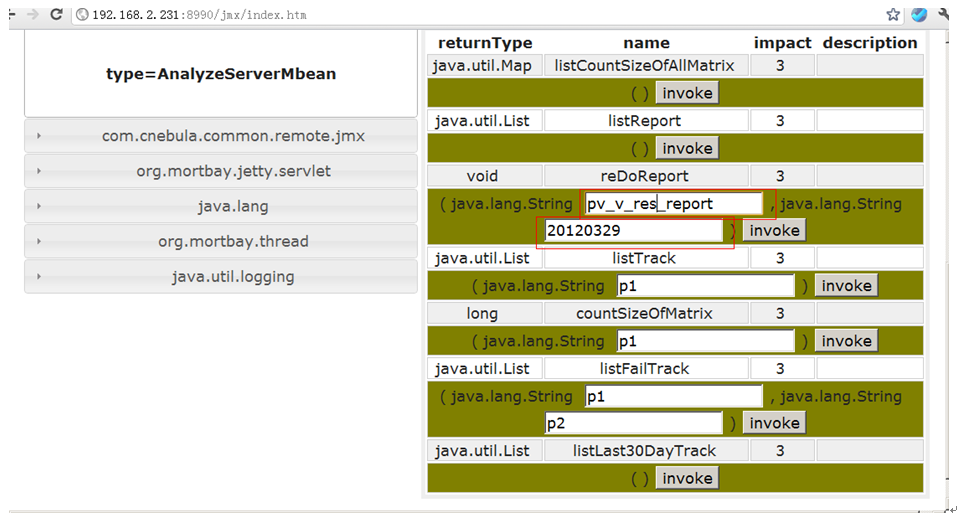 192.168.2.231:8990/jmx/index.htm
type=AnalyzeServerMbean
com.cnebula.common.remote.jmx
org.mortbay.jetty.servlet
java.lang
org.mortbay.thread
java.util.logging
returnType name impact description
java.util.Map listCountSizeOfAllMatrix 3
( ) invoke
java.util.List listReport 3
( ) invoke
void reDoReport 3
( java.lang.String pv_v_res_report , java.lang.String
20120329 ) invoke
java.util.List listTrack 3
( java.lang.String p1 ) invoke
long countSizeOfMatrix 3
( java.lang.String p1 ) invoke
java.util.List listFailTrack 3
( java.lang.String p1 , java.lang.String
p2 ) invoke
java.util.List listLast30DayTrack 3
( ) invoke